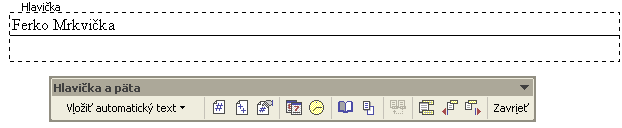 Hlavička
Ferko Mrkvička
Hlavička a päta
Vložiť automatický text
Zavrieť